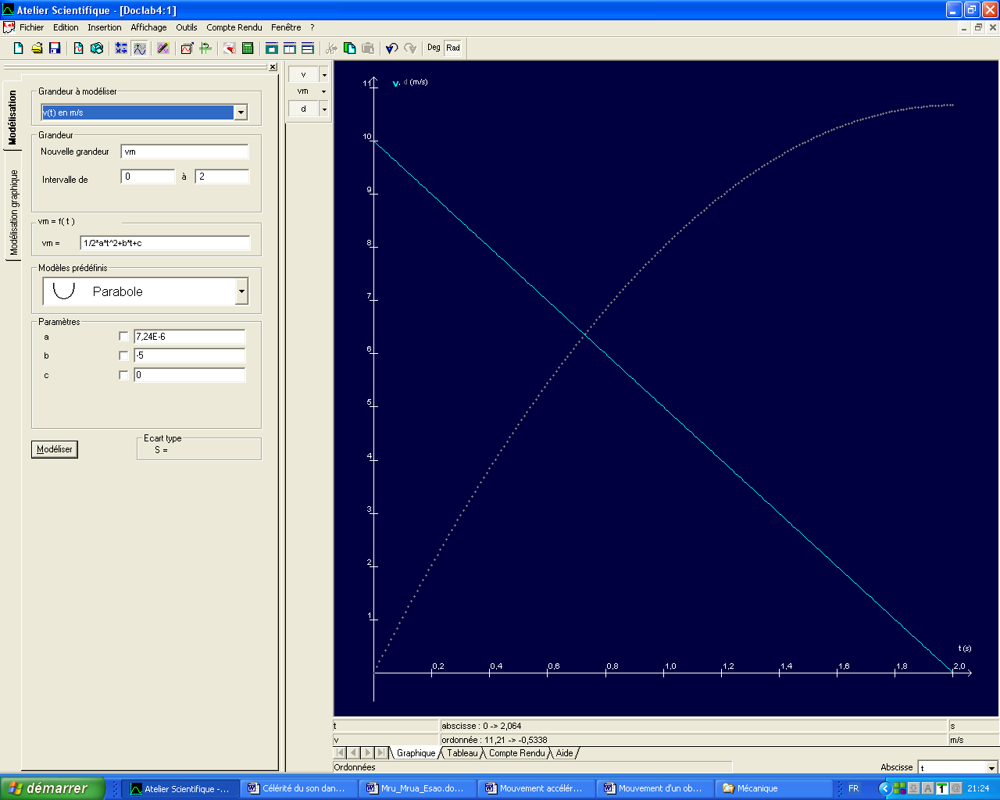 Atelier Scientifique - [Doclab4:1]
Fichier Edition Insertion Affichage Outils Compte Rendu Fenêtre ?
Deg Rad
Modélisation
Modélisation graphique
Grandeur à modéliser
v(t) en m/s
Grandeur
Nouvelle grandeur vm
Intervalle de 0 à 2
vm = f( t )
vm = 1/2*a*t^2+b*t+c
Modèles prédéfinis
Parabole
Paramètres
a 7,24E-6
b -5
c 0
Modéliser
Ecart type
S =
v
vm
d
v, d (m/s)
11
10
9
8
7
6
5
4
3
2
1
t (s)
0,2 0,4 0,6 0,8 1,0 1,2 1,4 1,6 1,8 2,0
t abscisse : 0 -> 2,064 s
v ordonnée : 11,21 -> -0,5338 m/s
Graphique Tableau Compte Rendu Aide
Ordonnées Abscisse t
démarrer Atelier Scientifique -... Célérité du son dan... Mru_Mrua_Esao.do... Mouvement accélér... Mouvement d'un ob... Mécanique FR 21:24